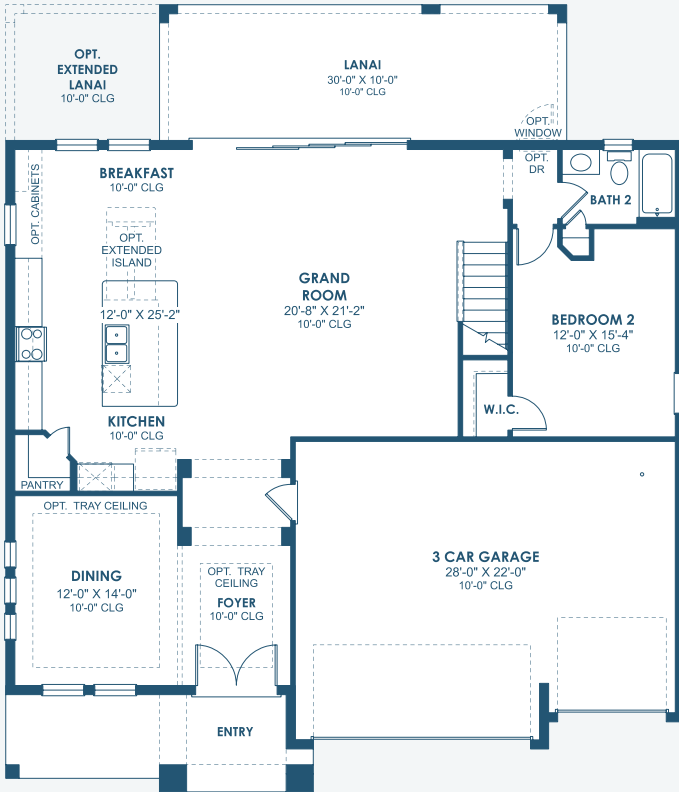 OPT.
EXTENDED
LANAI
10'-0" CLG
LANAI
30'-0" X 10'-0"
10'-0" CLG
OPT.
WINDOW
OPT.
DR
BREAKFAST
10'-0" CLG
OPT. CABINETS
OPT.
EXTENDED
ISLAND
12'-0" X 25'-2"
KITCHEN
10'-0" CLG
GRAND
ROOM
20'-8" X 21'-2"
10'-0" CLG
BATH 2
BEDROOM 2
12'-0" X 15'-4"
10'-0" CLG
W.I.C.
PANTRY
OPT. TRAY CEILING
DINING
12'-0" X 14'-0"
10'-0" CLG
OPT. TRAY
CEILING
FOYER
10'-0" CLG
3 CAR GARAGE
28'-0" X 22'-0"
10'-0" CLG
ENTRY